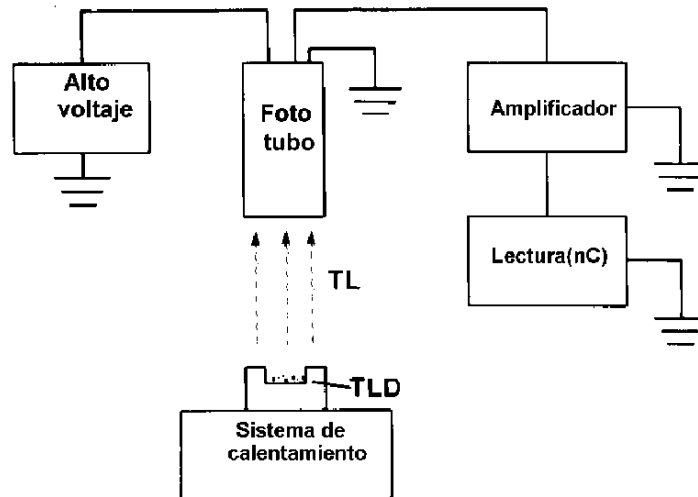 Alto
voltaje
Foto
tubo
Amplificador
Lectura(nC)
TL
TLD
Sistema de
calentamiento